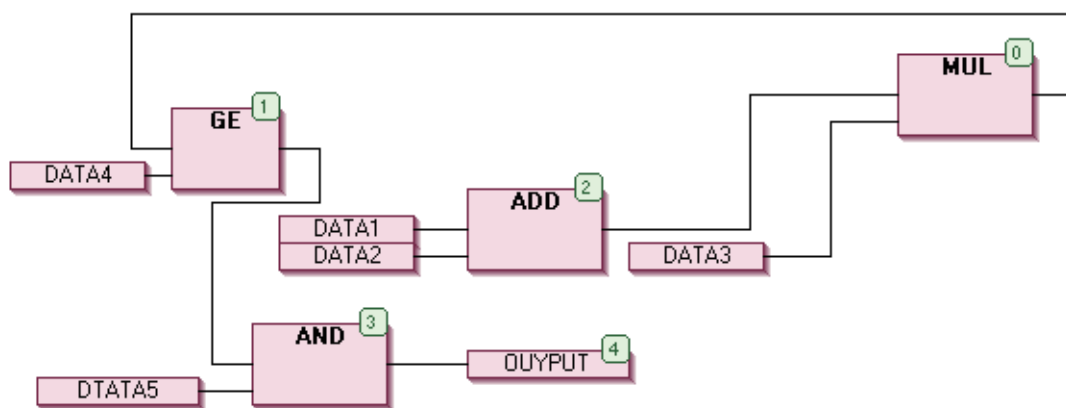 0
MUL
1
GE
DATA4
2
ADD
DATA1
DATA2
DATA3
3
AND
4
OUYPUT
DTATA5